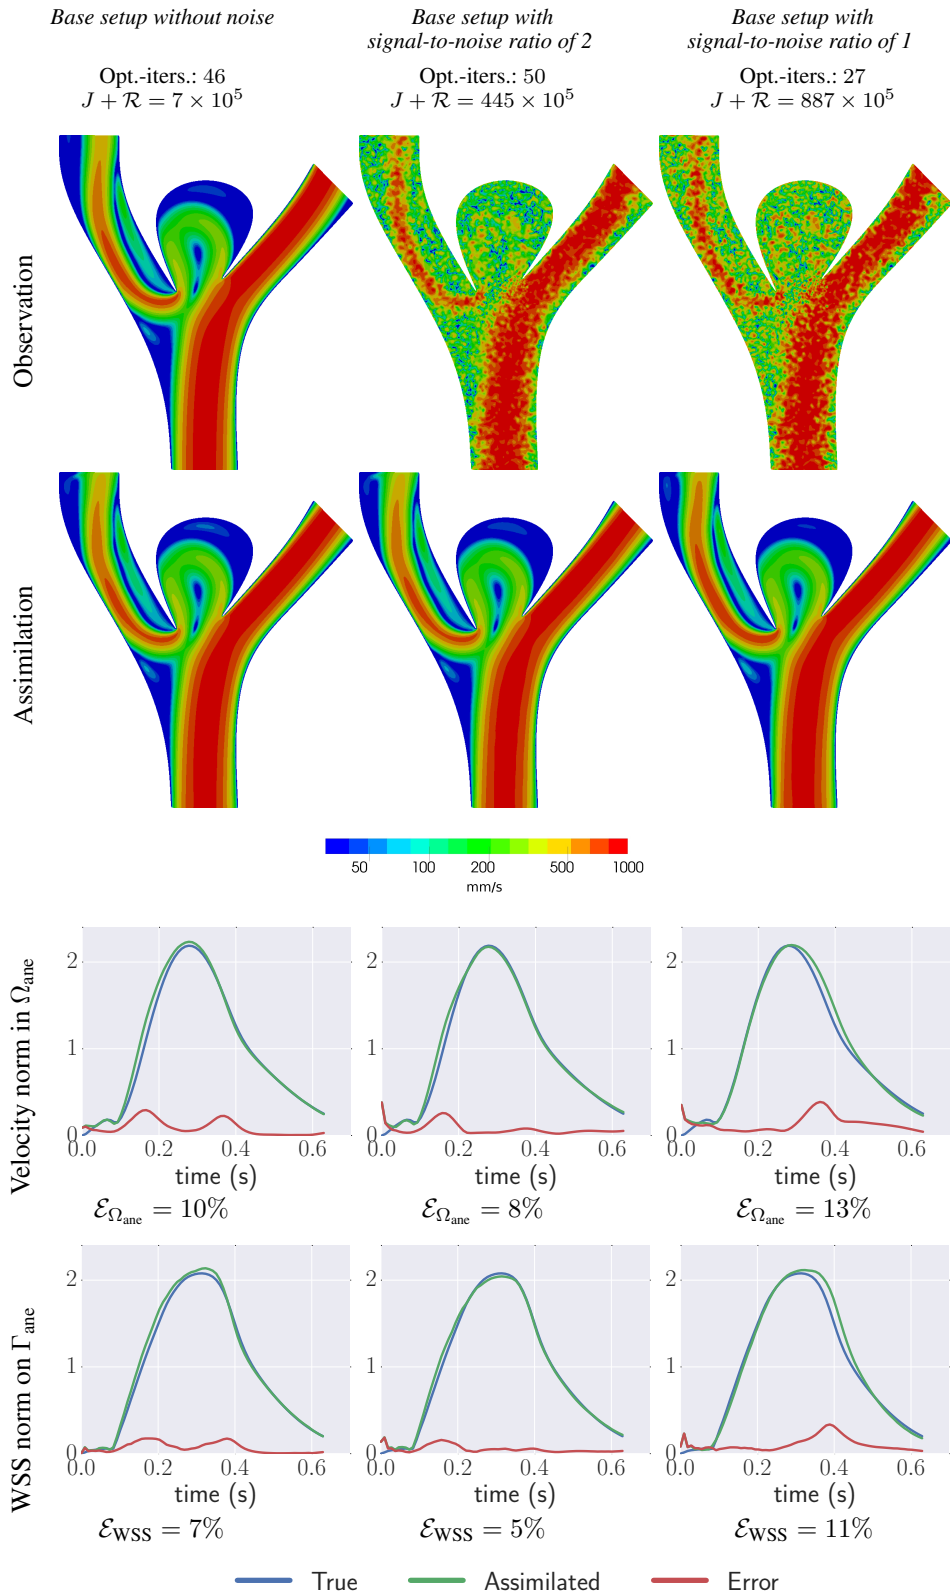 Base setup without noise
Base setup with
signal-to-noise ratio of 2
Base setup with
signal-to-noise ratio of 1
Opt.-iters.: 46
J + R = 7 × 10⁵
Opt.-iters.: 50
J + R = 445 × 10⁵
Opt.-iters.: 27
J + R = 887 × 10⁵
Observation
Assimilation
50 100 200 500 1000
mm/s
Velocity norm in Ω_ane
2
1
0
0.0 0.2 0.4 0.6
time (s)
2
1
0
0.0 0.2 0.4 0.6
time (s)
2
1
0
0.0 0.2 0.4 0.6
time (s)
ℰ_Ω_ane = 10%
ℰ_Ω_ane = 8%
ℰ_Ω_ane = 13%
WSS norm on Γ_ane
2
1
0
0.0 0.2 0.4 0.6
time (s)
2
1
0
0.0 0.2 0.4 0.6
time (s)
2
1
0
0.0 0.2 0.4 0.6
time (s)
ℰ_WSS = 7%
ℰ_WSS = 5%
ℰ_WSS = 11%
True Assimilated Error